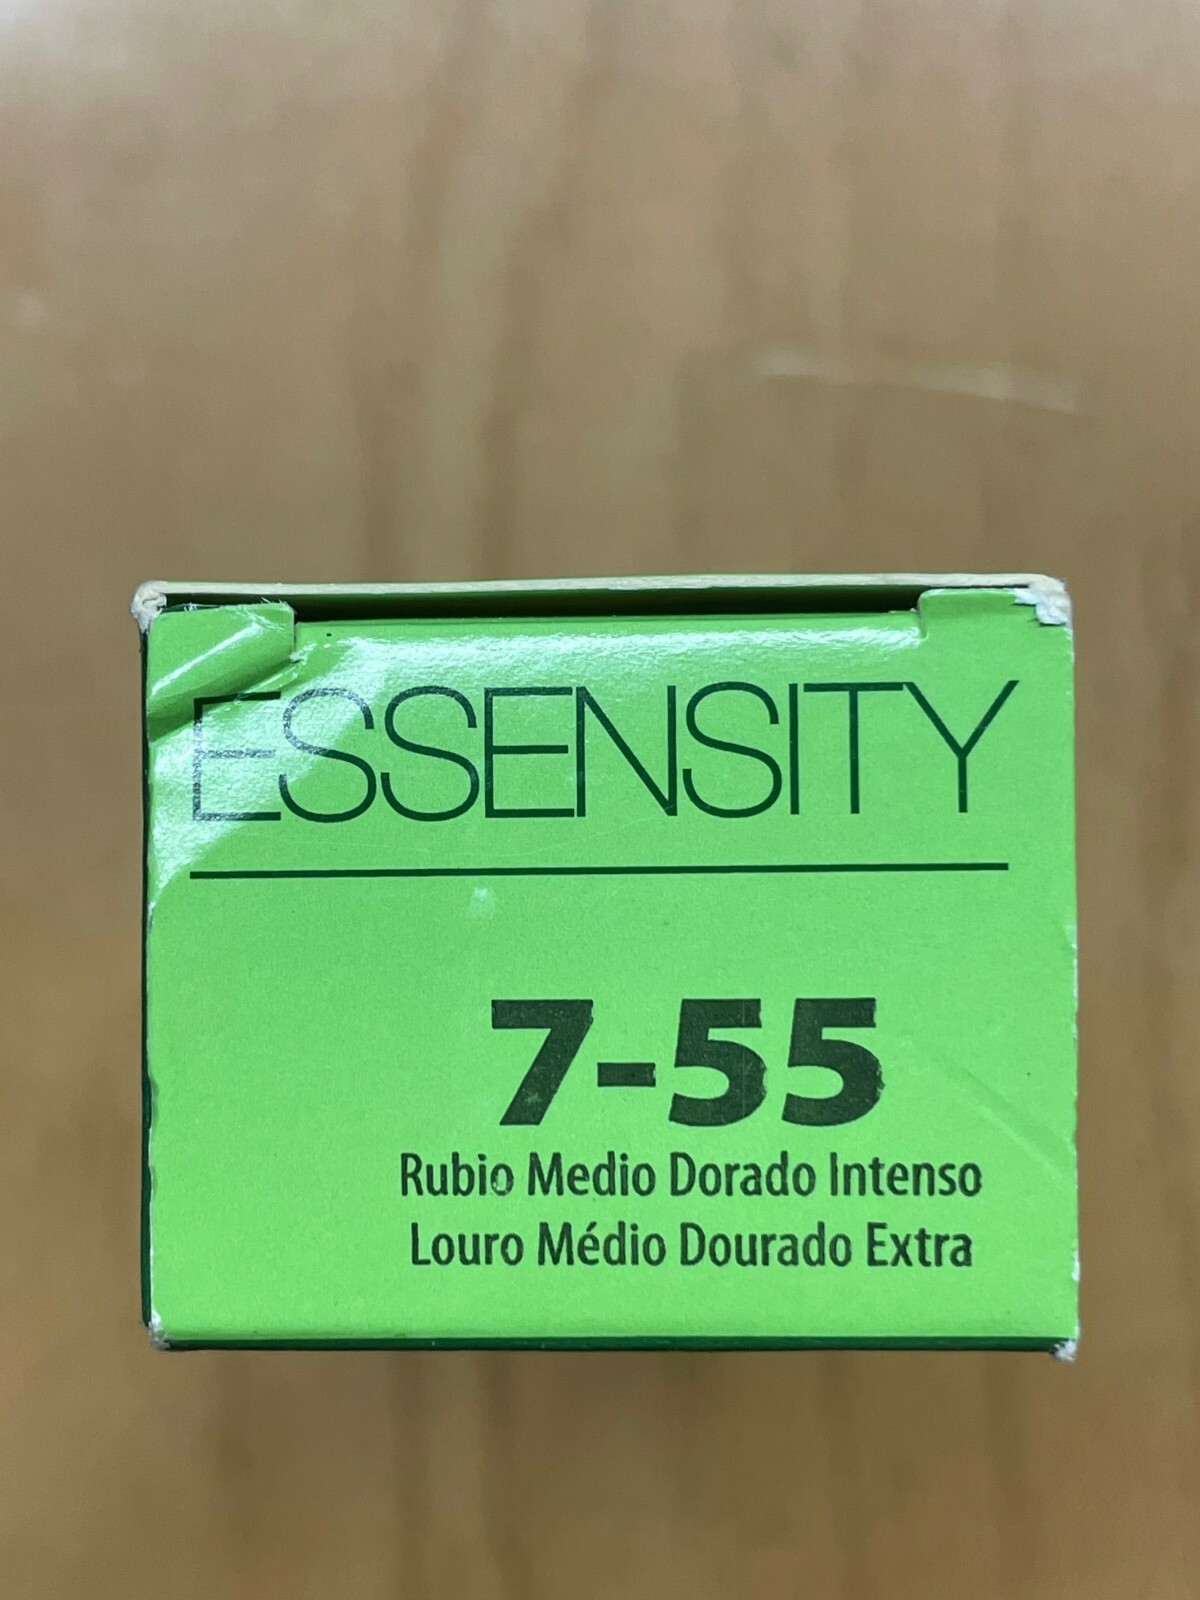 ESSENSITY
7-55
Rubio Medio Dorado Intenso
Louro Médio Dourado Extra